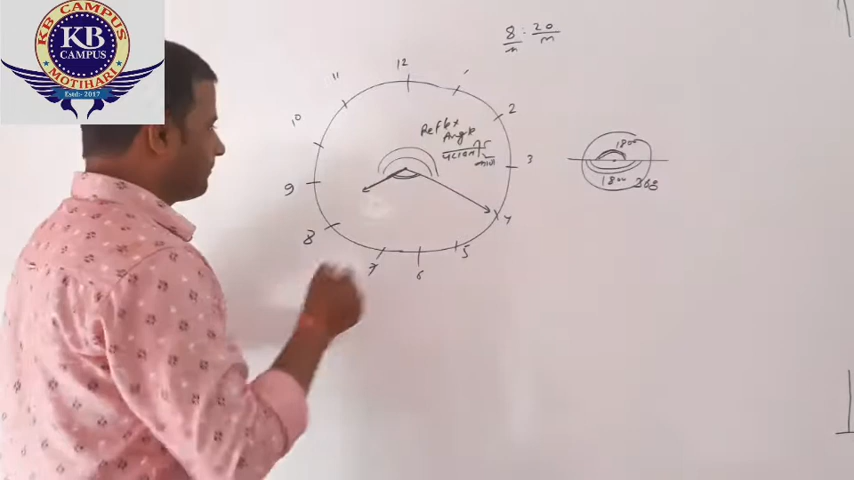 KB CAMPUS
KB
CAMPUS
MOTIHARI
Estd:- 2017
8 : 20
h m
12
11
1
10
2
Reflex
Angle
3
180°
180° 360
9
4
8
5
7
6